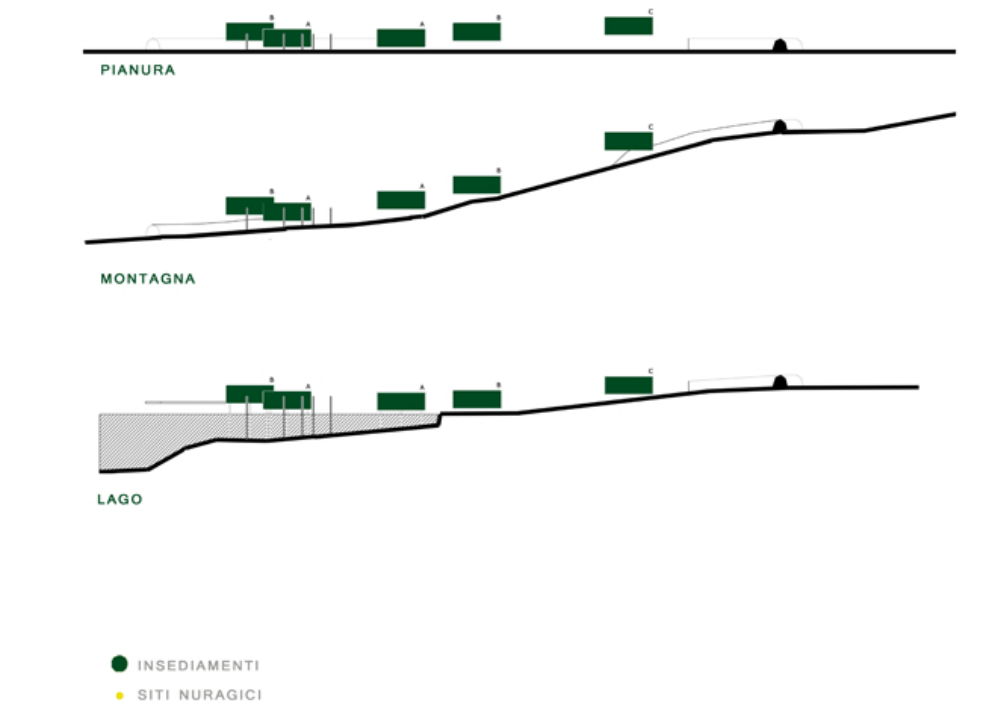 B A A B C
PIANURA
B A A B C
MONTAGNA
B A A B C
LAGO
INSEDIAMENTI
SITI NURAGICI